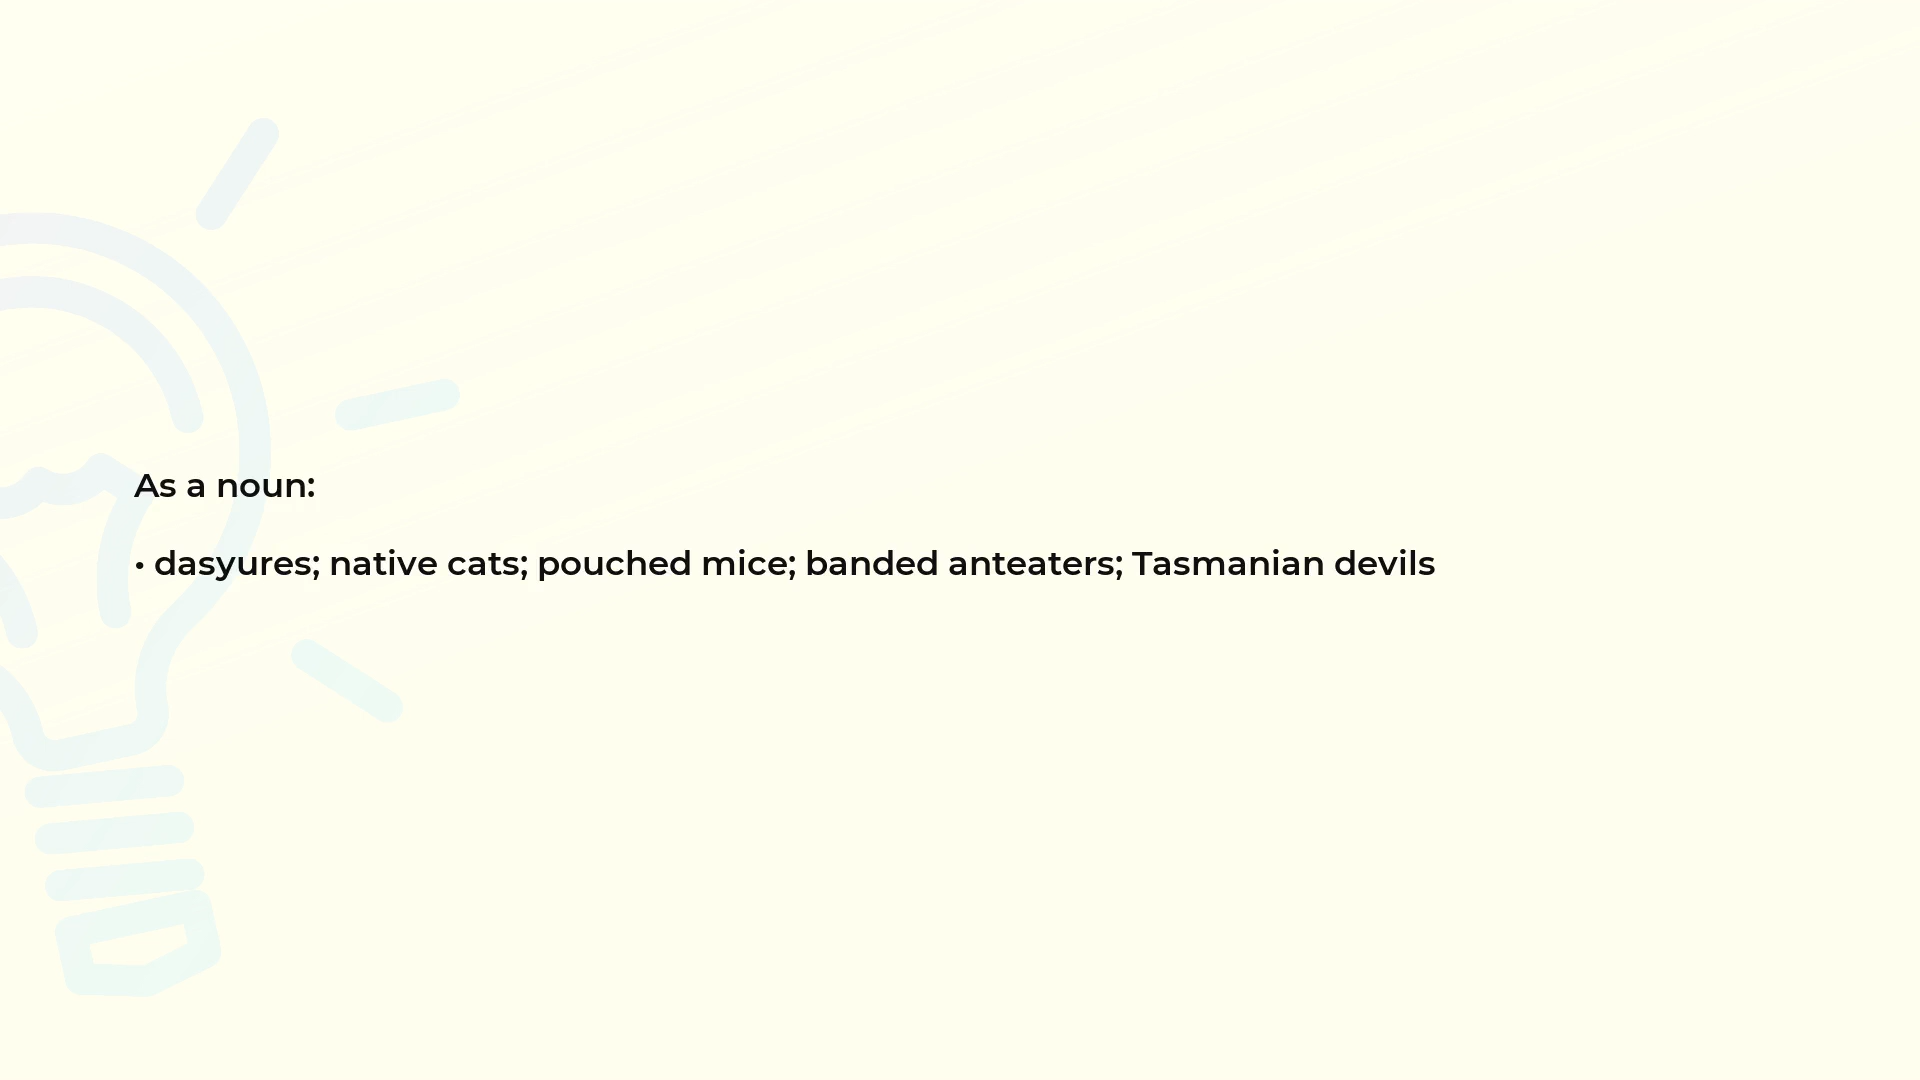 As a noun:
• dasyures; native cats; pouched mice; banded anteaters; Tasmanian devils